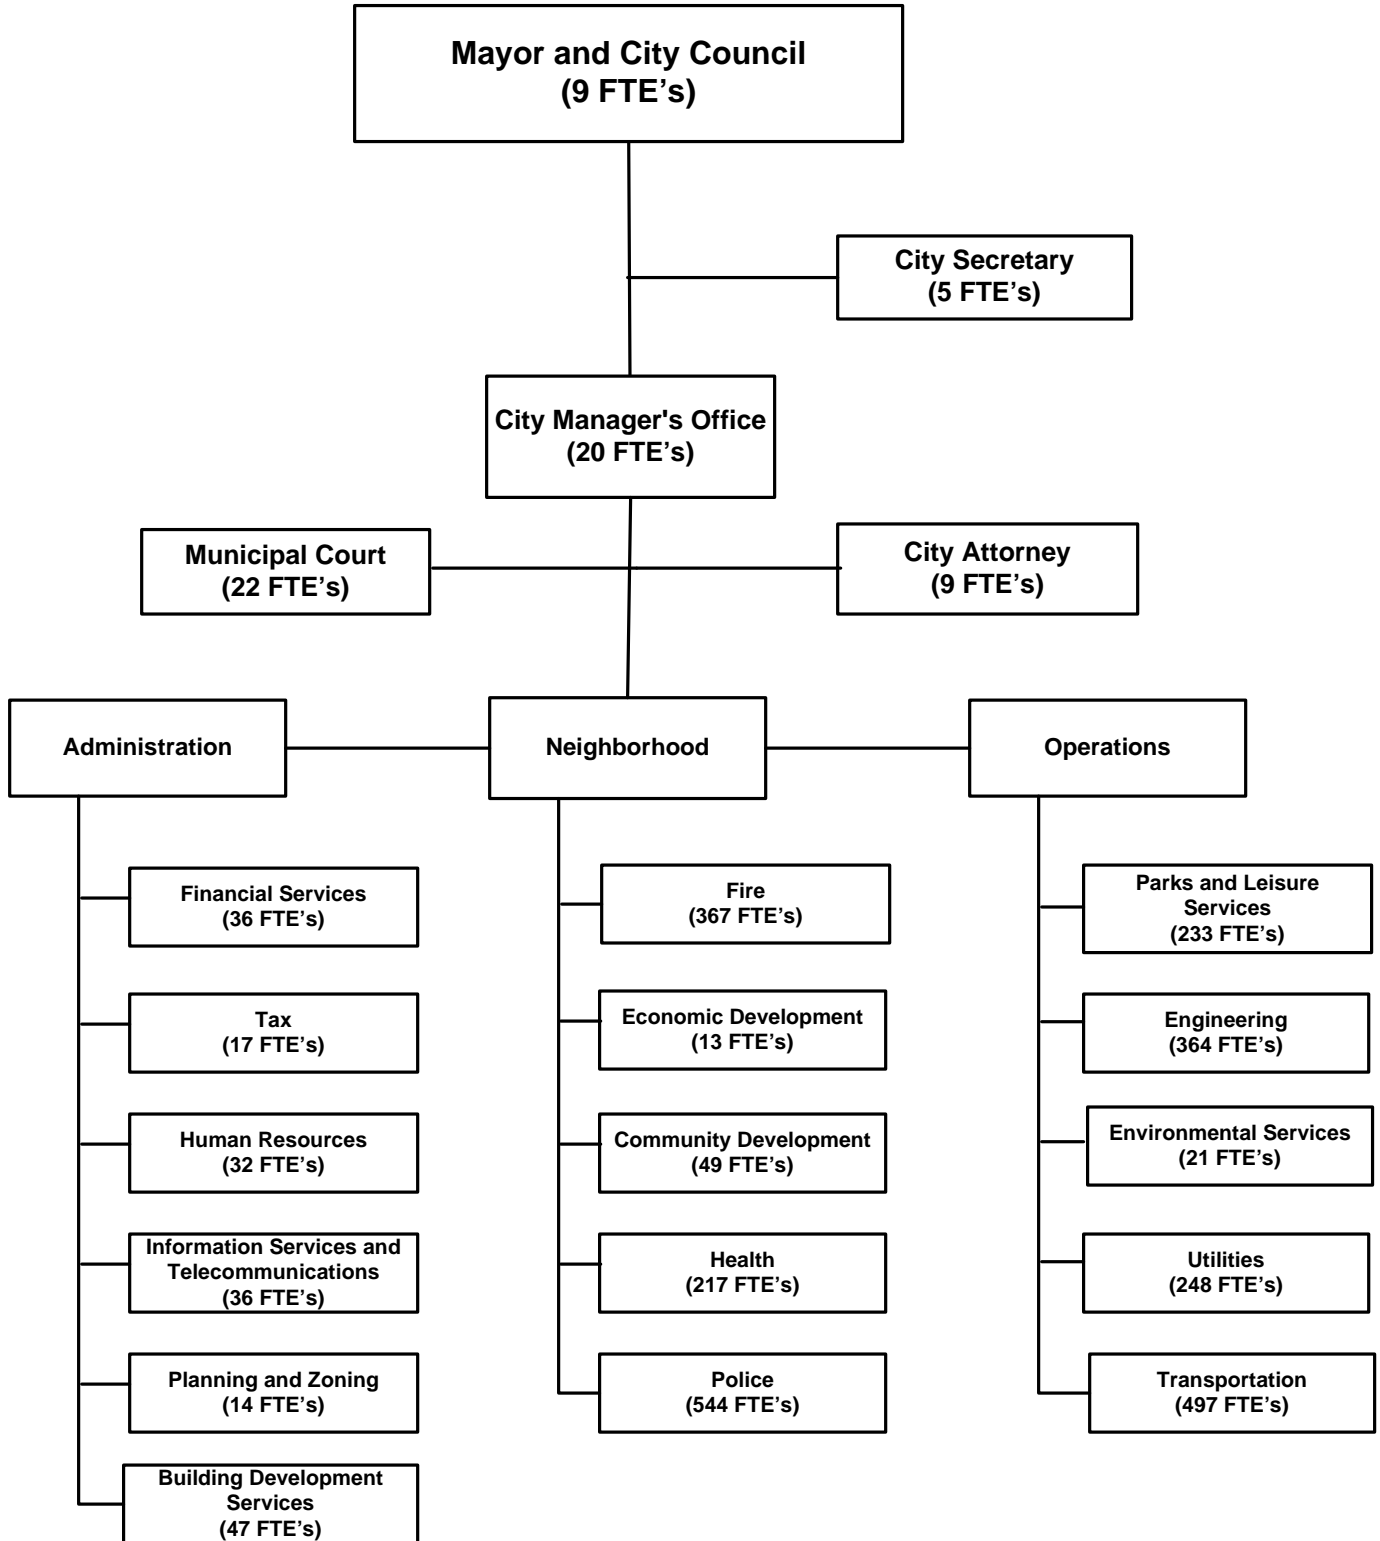 Mayor and City Council
(9 FTE’s)
City Secretary
(5 FTE’s)
City Manager's Office
(20 FTE’s)
Municipal Court
(22 FTE’s)
City Attorney
(9 FTE’s)
Administration
Neighborhood
Operations
Financial Services
(36 FTE’s)
Tax
(17 FTE’s)
Human Resources
(32 FTE’s)
Information Services and
Telecommunications
(36 FTE’s)
Planning and Zoning
(14 FTE’s)
Building Development
Services
(47 FTE’s)
Fire
(367 FTE’s)
Economic Development
(13 FTE’s)
Community Development
(49 FTE’s)
Health
(217 FTE’s)
Police
(544 FTE’s)
Parks and Leisure
Services
(233 FTE’s)
Engineering
(364 FTE’s)
Environmental Services
(21 FTE’s)
Utilities
(248 FTE’s)
Transportation
(497 FTE’s)